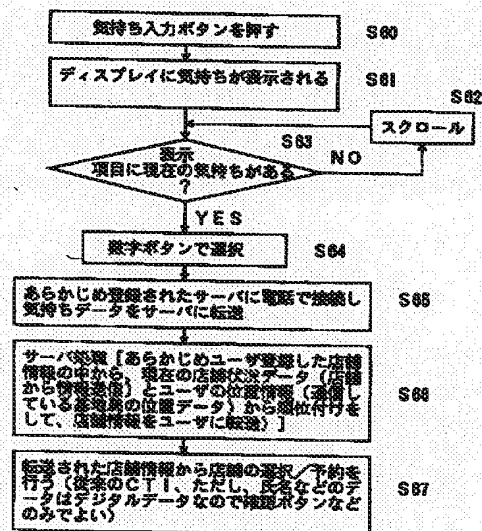 気持ち入力ボタンを押す
S60
ディスプレイに気持ちが表示される
S61
S62
スクロール
S63
表示
項目に現在の気持ちがある
?
NO
YES
数字ボタンで選択
S64
あらかじめ登録されたサーバに電話で接続し
気持ちデータをサーバに転送
S65
サーバ処理[あらかじめユーザ登録した店舗
情報の中から、現在の店舗状況データ(店舗
から情報送信)とユーザの位置情報(通信し
ている基地局の位置データ)から順位付けを
して、店舗情報をユーザに転送)]
S66
転送された店舗情報から店舗の選択/予約を
行う(従来のCTI、ただし、氏名などのデ
ータはデジタルデータなので確認ボタンなど
のみでよい)
S67